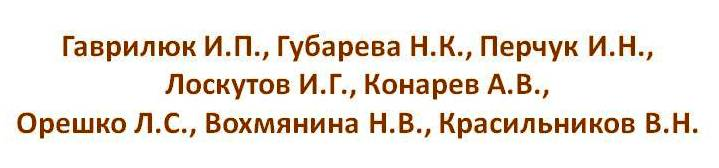 Гаврилюк И.П., Губарева Н.К., Перчук И.Н.,
Лоскутов И.Г., Конарев А.В.,
Орешко Л.С., Вохмянина Н.В., Красильников В.Н.